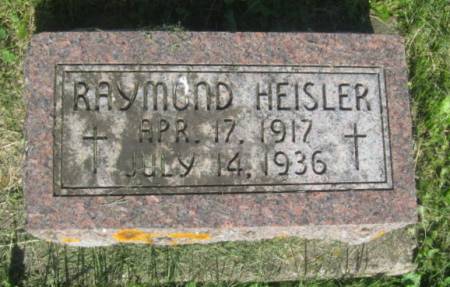 RAYMOND HEISLER
APR. 17, 1917
JULY 14, 1936